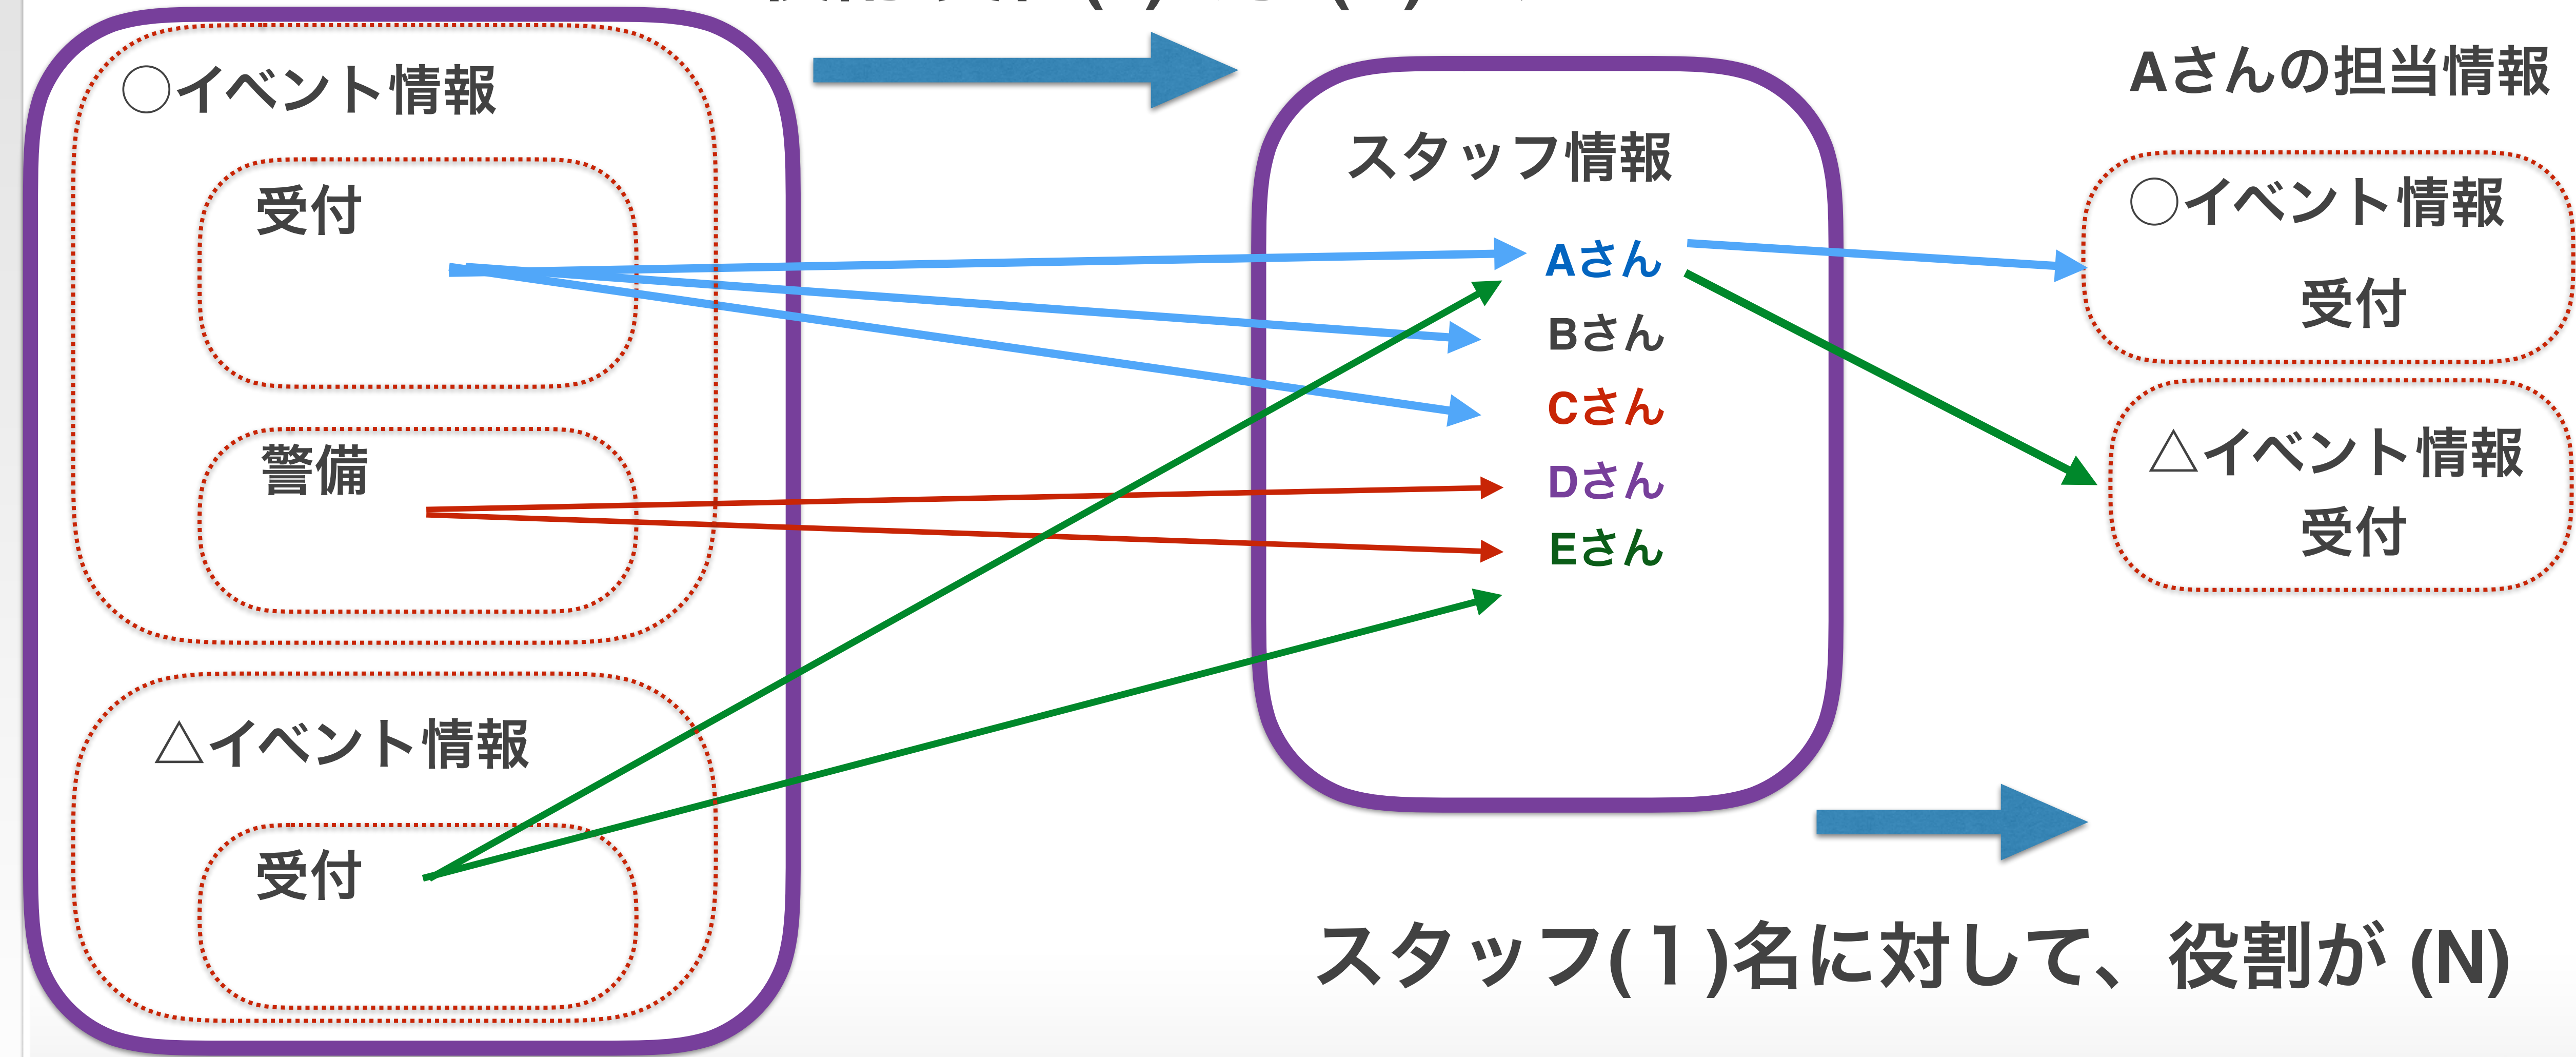 ○イベント情報
受付
警備
△イベント情報
受付
スタッフ情報
Aさん
Bさん
Cさん
Dさん
Eさん
Aさんの担当情報
○イベント情報
受付
△イベント情報
受付
スタッフ(１)名に対して、役割が (N)